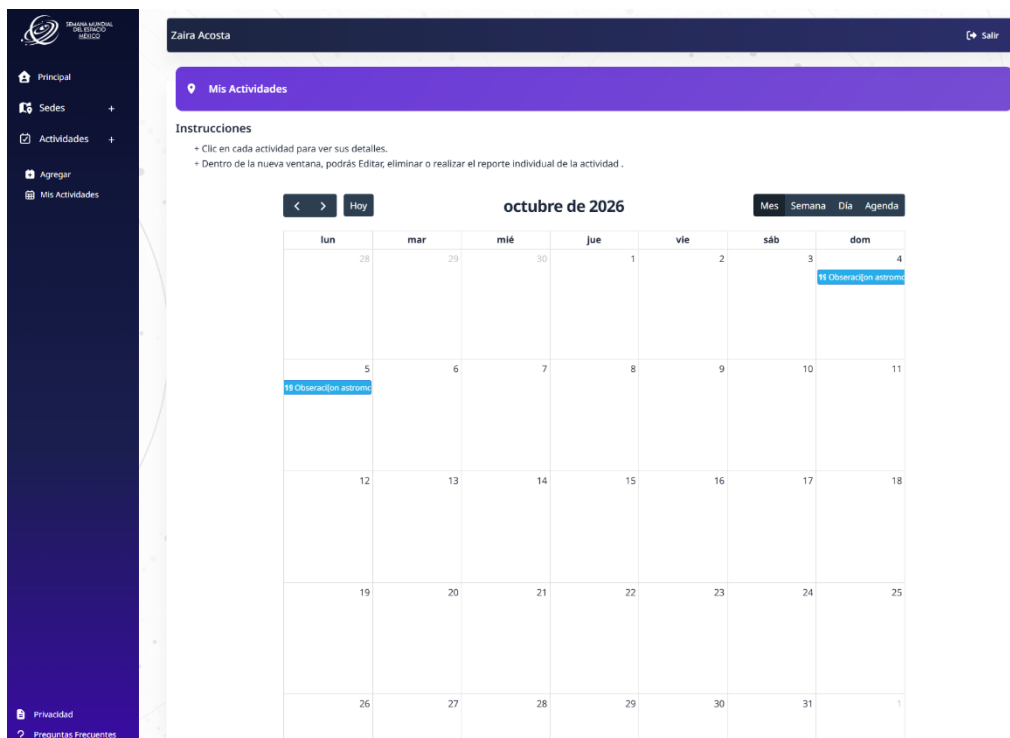 SEMANA MUNDIAL
DEL ESPACIO
MÉXICO
Zaira Acosta
Salir
Principal
Sedes +
Actividades +
Agregar
Mis Actividades
Mis Actividades
Instrucciones
+ Clic en cada actividad para ver sus detalles.
+ Dentro de la nueva ventana, podrás Editar, eliminar o realizar el reporte individual de la actividad .
Hoy
octubre de 2026
Mes Semana Día Agenda
lun mar mié jue vie sáb dom
28 29 30 1 2 3 4
Obseraci[on astromo
5 6 7 8 9 10 11
Obseraci[on astromo
12 13 14 15 16 17 18
19 20 21 22 23 24 25
26 27 28 29 30 31 1
Privacidad
Preguntas Frecuentes